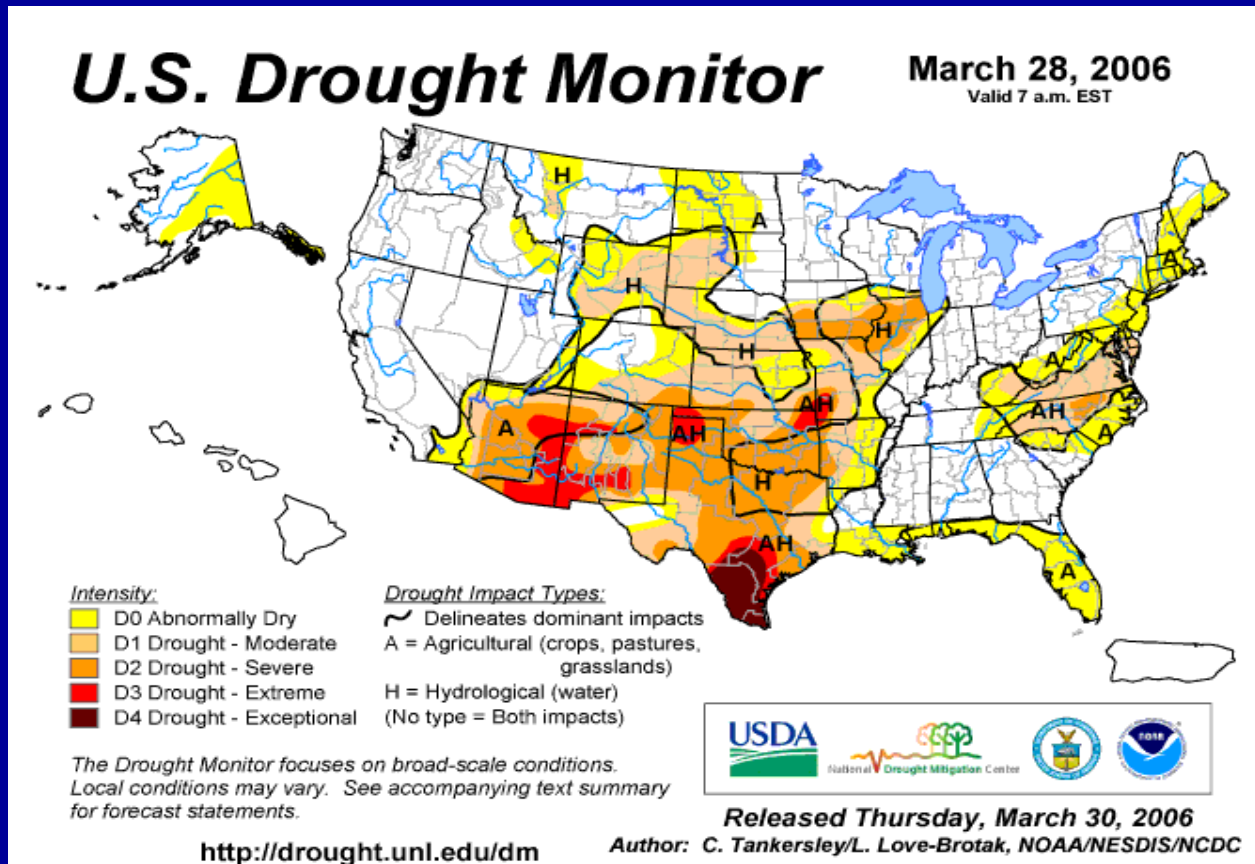 U.S. Drought Monitor
March 28, 2006
Valid 7 a.m. EST
H
A
H
H
H
A
A
A
AH
AH
A
AH
A
H
AH
A
Intensity:
D0 Abnormally Dry
D1 Drought - Moderate
D2 Drought - Severe
D3 Drought - Extreme
D4 Drought - Exceptional
Drought Impact Types:
Delineates dominant impacts
A = Agricultural (crops, pastures,
grasslands)
H = Hydrological (water)
(No type = Both impacts)
USDA
National Drought Mitigation Center
NOAA
The Drought Monitor focuses on broad-scale conditions.
Local conditions may vary. See accompanying text summary
for forecast statements.
http://drought.unl.edu/dm
Released Thursday, March 30, 2006
Author: C. Tankersley/L. Love-Brotak, NOAA/NESDIS/NCDC